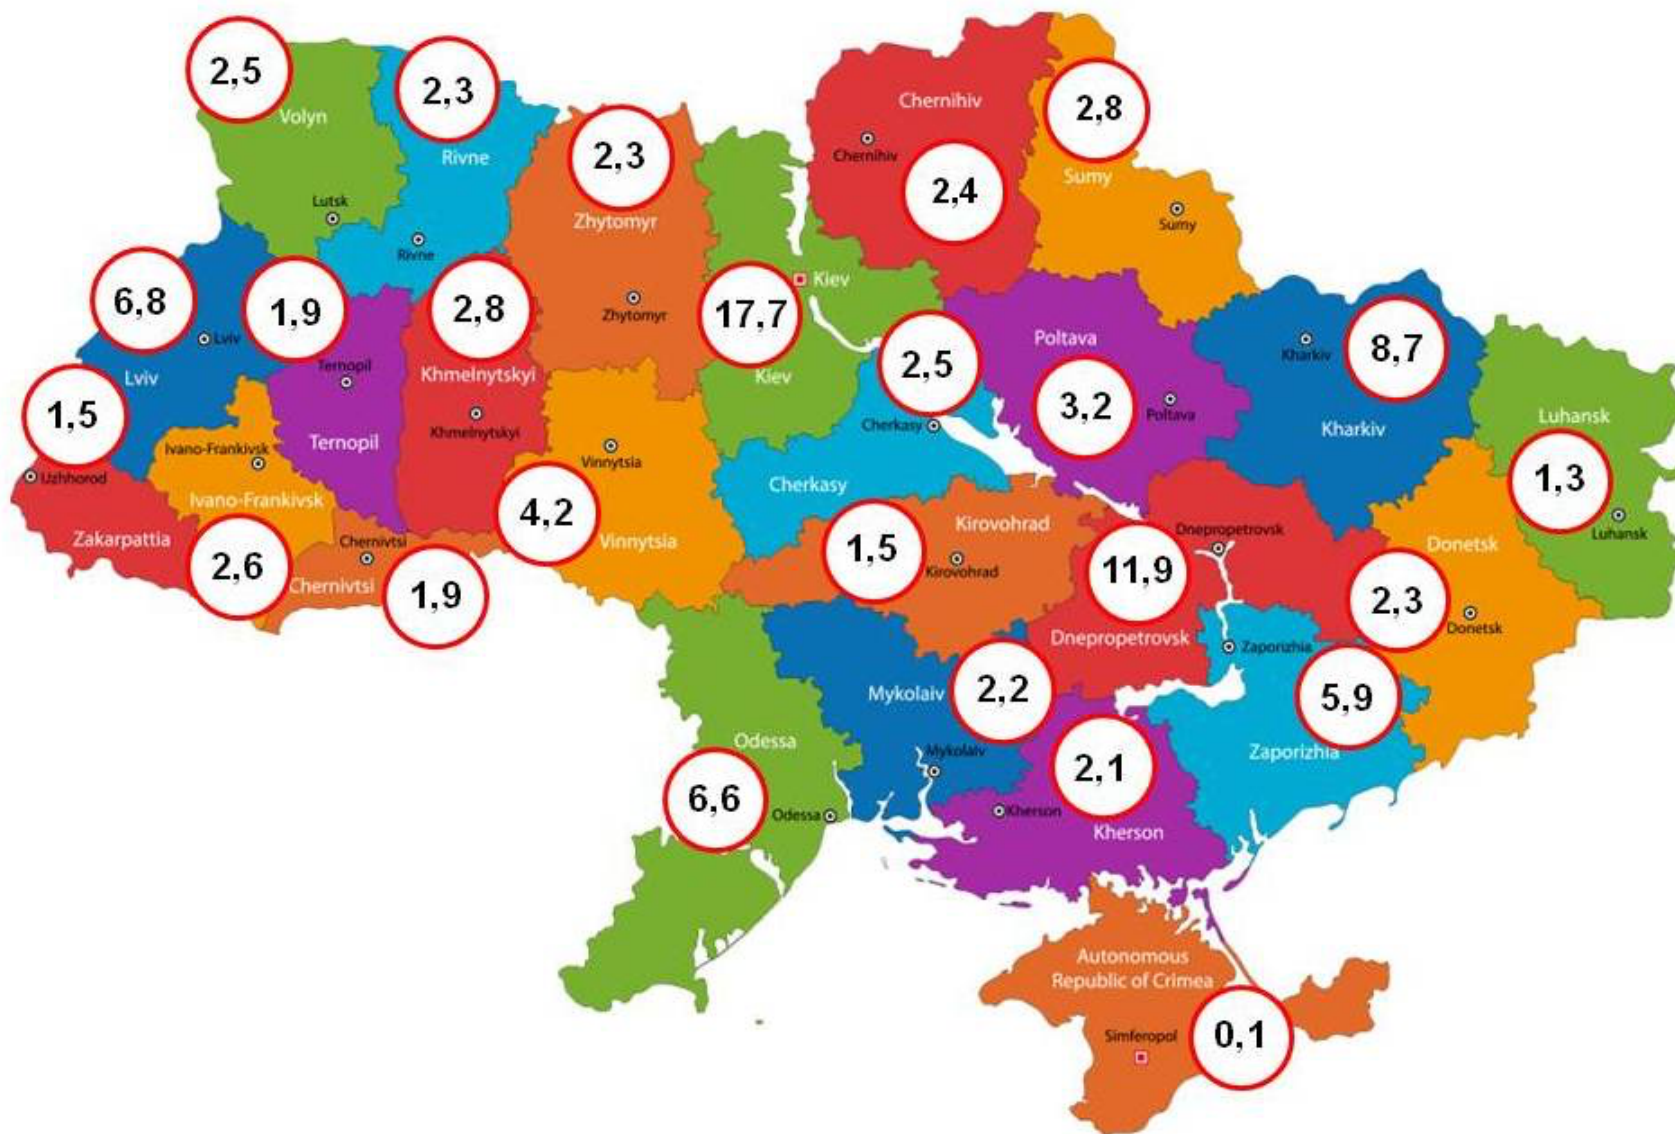 2,5
Volyn
Lutsk
2,3
Rivne
Rivne
2,3
Zhytomyr
Zhytomyr
Chernihiv
Chernihiv
2,4
2,8
Sumy
Sumy
6,8
Lviv
Lviv
1,9
Ternopil
Ternopil
2,8
Khmelnytskyi
Khmelnytskyi
17,7
Kiev
Kiev
2,5
Cherkasy
Cherkasy
Poltava
3,2
Poltava
Kharkiv
8,7
Kharkiv
Luhansk
1,3
Luhansk
1,5
Uzhhorod
Zakarpattia
Ivano-Frankivsk
Ivano-Frankivsk
2,6
Chernivtsi
Chernivtsi
1,9
Vinnytsia
4,2
Vinnytsia
Kirovohrad
1,5
Kirovohrad
Dnepropetrovsk
11,9
Dnepropetrovsk
Donetsk
2,3
Donetsk
Zaporizhia
5,9
Zaporizhia
Mykolaiv
2,2
Mykolaiv
Odessa
6,6
Odessa
2,1
Kherson
Kherson
Autonomous
Republic of Crimea
Simferopol
0,1